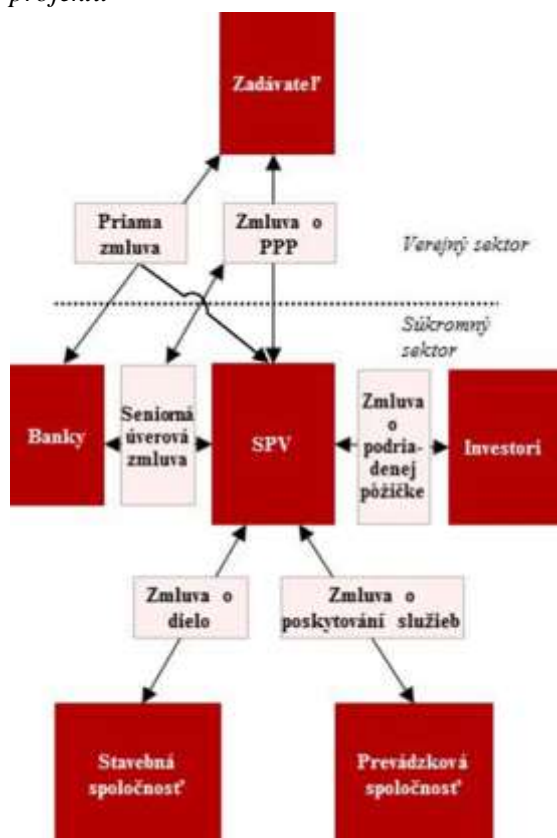 Zadávateľ
Priama
zmluva
Zmluva o
PPP
Verejný sektor
Súkromný
sektor
Banky
Seniorná
úverová
zmluva
SPV
Zmluva
o
podria-
denej
pôžičke
Investori
Zmluva o
dielo
Zmluva o
poskytování služieb
Stavebná
spoločnosť
Prevádzková
spoločnosť